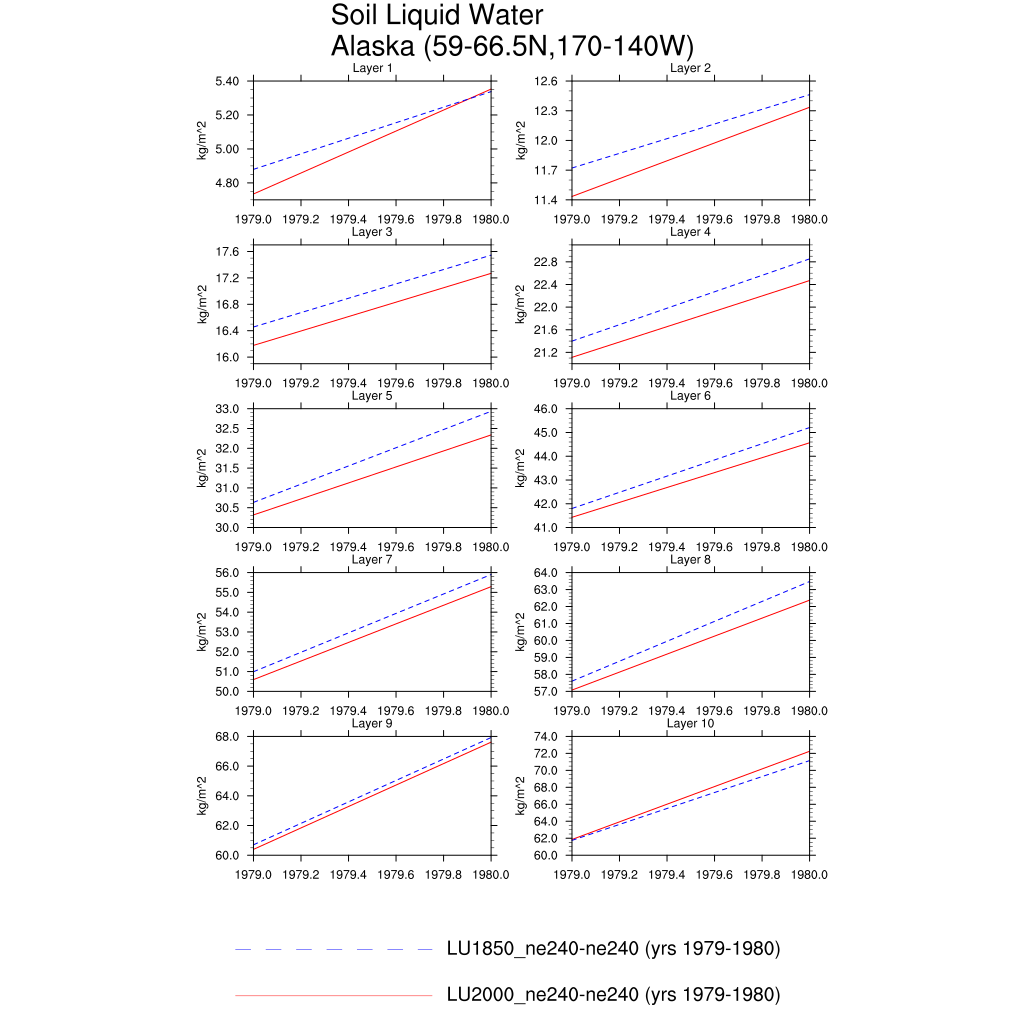 Soil Liquid Water
Alaska (59-66.5N,170-140W)
Layer 1
5.40
5.20
5.00
4.80
kg/m^2
1979.0 1979.2 1979.4 1979.6 1979.8 1980.0
Layer 2
12.6
12.3
12.0
11.7
11.4
kg/m^2
1979.0 1979.2 1979.4 1979.6 1979.8 1980.0
Layer 3
17.6
17.2
16.8
16.4
16.0
kg/m^2
1979.0 1979.2 1979.4 1979.6 1979.8 1980.0
Layer 4
22.8
22.4
22.0
21.6
21.2
kg/m^2
1979.0 1979.2 1979.4 1979.6 1979.8 1980.0
Layer 5
33.0
32.5
32.0
31.5
31.0
30.5
30.0
kg/m^2
1979.0 1979.2 1979.4 1979.6 1979.8 1980.0
Layer 6
46.0
45.0
44.0
43.0
42.0
41.0
kg/m^2
1979.0 1979.2 1979.4 1979.6 1979.8 1980.0
Layer 7
56.0
55.0
54.0
53.0
52.0
51.0
50.0
kg/m^2
1979.0 1979.2 1979.4 1979.6 1979.8 1980.0
Layer 8
64.0
63.0
62.0
61.0
60.0
59.0
58.0
57.0
kg/m^2
1979.0 1979.2 1979.4 1979.6 1979.8 1980.0
Layer 9
68.0
66.0
64.0
62.0
60.0
kg/m^2
1979.0 1979.2 1979.4 1979.6 1979.8 1980.0
Layer 10
74.0
72.0
70.0
68.0
66.0
64.0
62.0
60.0
kg/m^2
1979.0 1979.2 1979.4 1979.6 1979.8 1980.0
LU1850_ne240-ne240 (yrs 1979-1980)
LU2000_ne240-ne240 (yrs 1979-1980)